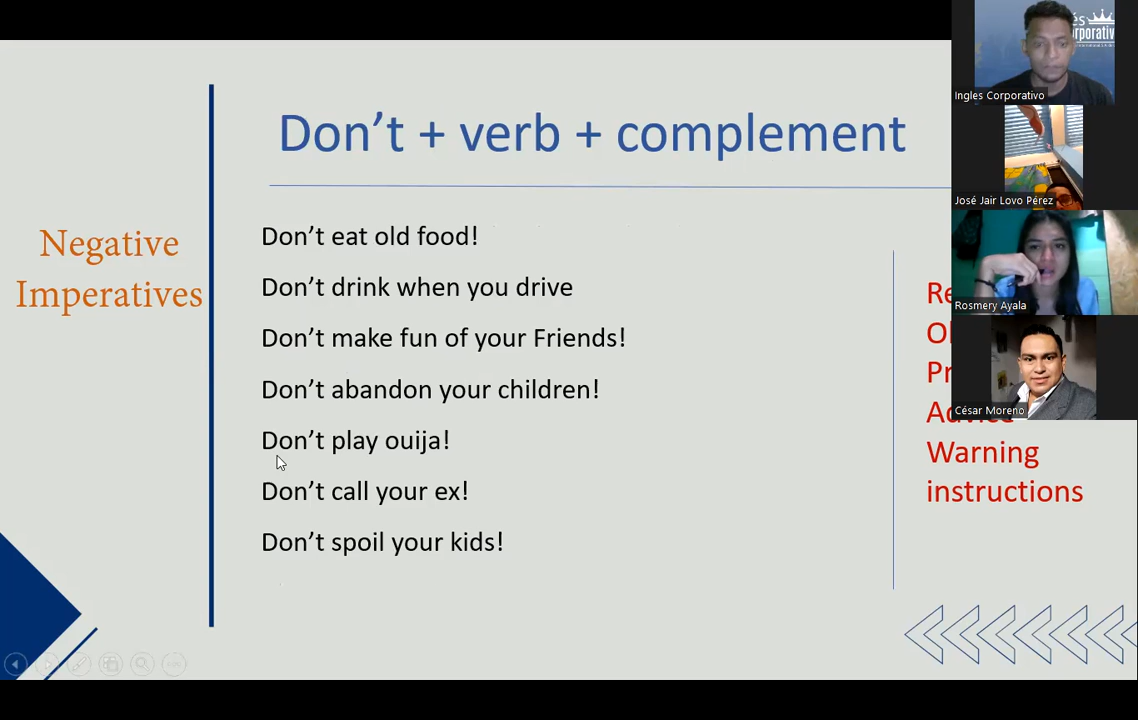 Don’t + verb + complement
Negative
Imperatives
Don’t eat old food!
Don’t drink when you drive
Don’t make fun of your Friends!
Don’t abandon your children!
Don’t play ouija!
Don’t call your ex!
Don’t spoil your kids!
Warning
instructions
Ingles Corporativo
José Jair Lovo Pérez
Rosmery Ayala
César Moreno